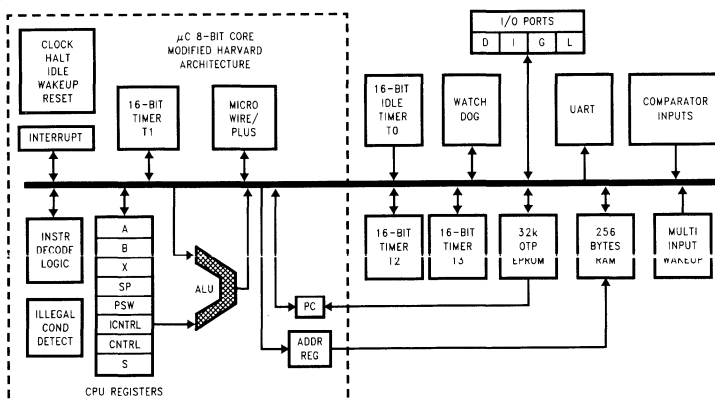 I/O PORTS
D I G L
CLOCK
HALT
IDLE
WAKEUP
RESET
µC 8-BIT CORE
MODIFIED HARVARD
ARCHITECTURE
INTERRUPT
16-BIT
TIMER
T1
MICRO
WIRE/
PLUS
16-BIT
IDLE
TIMER
T0
WATCH
DOG
UART
COMPARATOR
INPUTS
INSTR
DECODE
LOGIC
A
B
X
SP
PSW
ICNTRL
CNTRL
S
ALU
16-BIT
TIMER
T2
16-BIT
TIMER
T3
32k
OTP
EPROM
256
BYTES
RAM
MULTI
INPUT
WAKEUP
ILLEGAL
COND
DETECT
PC
ADDR
REG
CPU REGISTERS